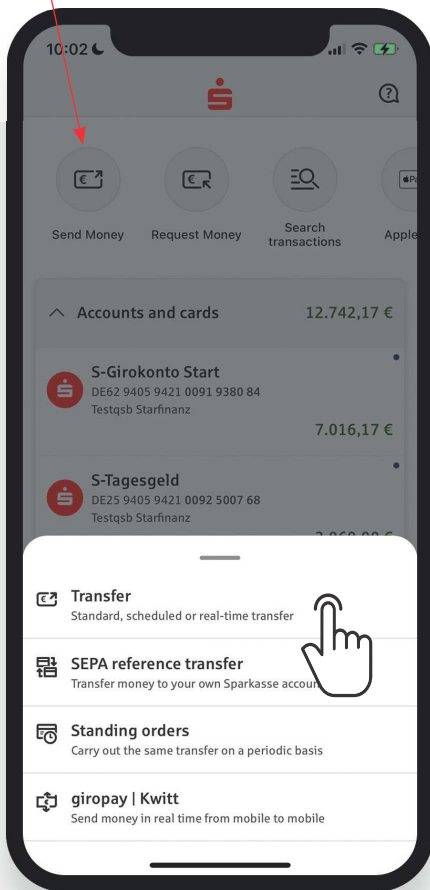 10:02
Send Money
Request Money
Search
transactions
Apple
Accounts and cards 12.742,17 €
S-Girokonto Start
DE62 9405 9421 0091 9380 84
Testqsb Starfinanz
7.016,17 €
S-Tagesgeld
DE25 9405 9421 0092 5007 68
Testqsb Starfinanz
Transfer
Standard, scheduled or real-time transfer
SEPA reference transfer
Transfer money to your own Sparkasse accoun
Standing orders
Carry out the same transfer on a periodic basis
giropay | Kwitt
Send money in real time from mobile to mobile